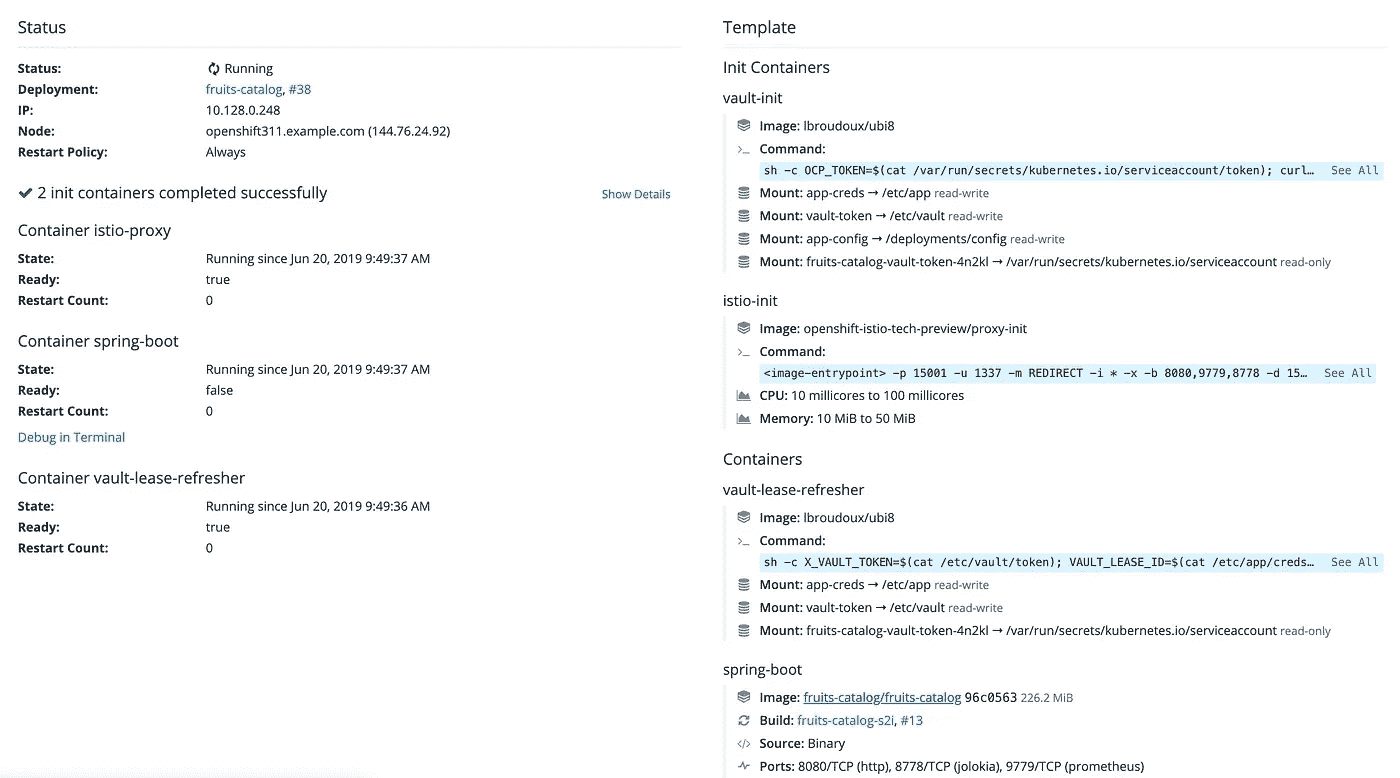 Status
Status: Running
Deployment: fruits-catalog, #38
IP: 10.128.0.248
Node: openshift311.example.com (144.76.24.92)
Restart Policy: Always
2 init containers completed successfully Show Details
Container istio-proxy
State: Running since Jun 20, 2019 9:49:37 AM
Ready: true
Restart Count: 0
Container spring-boot
State: Running since Jun 20, 2019 9:49:37 AM
Ready: false
Restart Count: 0
Debug in Terminal
Container vault-lease-refresher
State: Running since Jun 20, 2019 9:49:36 AM
Ready: true
Restart Count: 0
Template
Init Containers
vault-init
Image: lbroudoux/ubi8
>_ Command:
sh -c OCP_TOKEN=$(cat /var/run/secrets/kubernetes.io/serviceaccount/token); curl… See All
Mount: app-creds → /etc/app read-write
Mount: vault-token → /etc/vault read-write
Mount: app-config → /deployments/config read-write
Mount: fruits-catalog-vault-token-4n2kl → /var/run/secrets/kubernetes.io/serviceaccount read-only
istio-init
Image: openshift-istio-tech-preview/proxy-init
>_ Command:
<image-entrypoint> -p 15001 -u 1337 -m REDIRECT -i * -x -b 8080,9779,8778 -d 15… See All
CPU: 10 millicores to 100 millicores
Memory: 10 MiB to 50 MiB
Containers
vault-lease-refresher
Image: lbroudoux/ubi8
>_ Command:
sh -c X_VAULT_TOKEN=$(cat /etc/vault/token); VAULT_LEASE_ID=$(cat /etc/app/creds… See All
Mount: app-creds → /etc/app read-write
Mount: vault-token → /etc/vault read-write
Mount: fruits-catalog-vault-token-4n2kl → /var/run/secrets/kubernetes.io/serviceaccount read-only
spring-boot
Image: fruits-catalog/fruits-catalog 96c0563 226.2 MiB
Build: fruits-catalog-s2i, #13
</> Source: Binary
Ports: 8080/TCP (http), 8778/TCP (jolokia), 9779/TCP (prometheus)